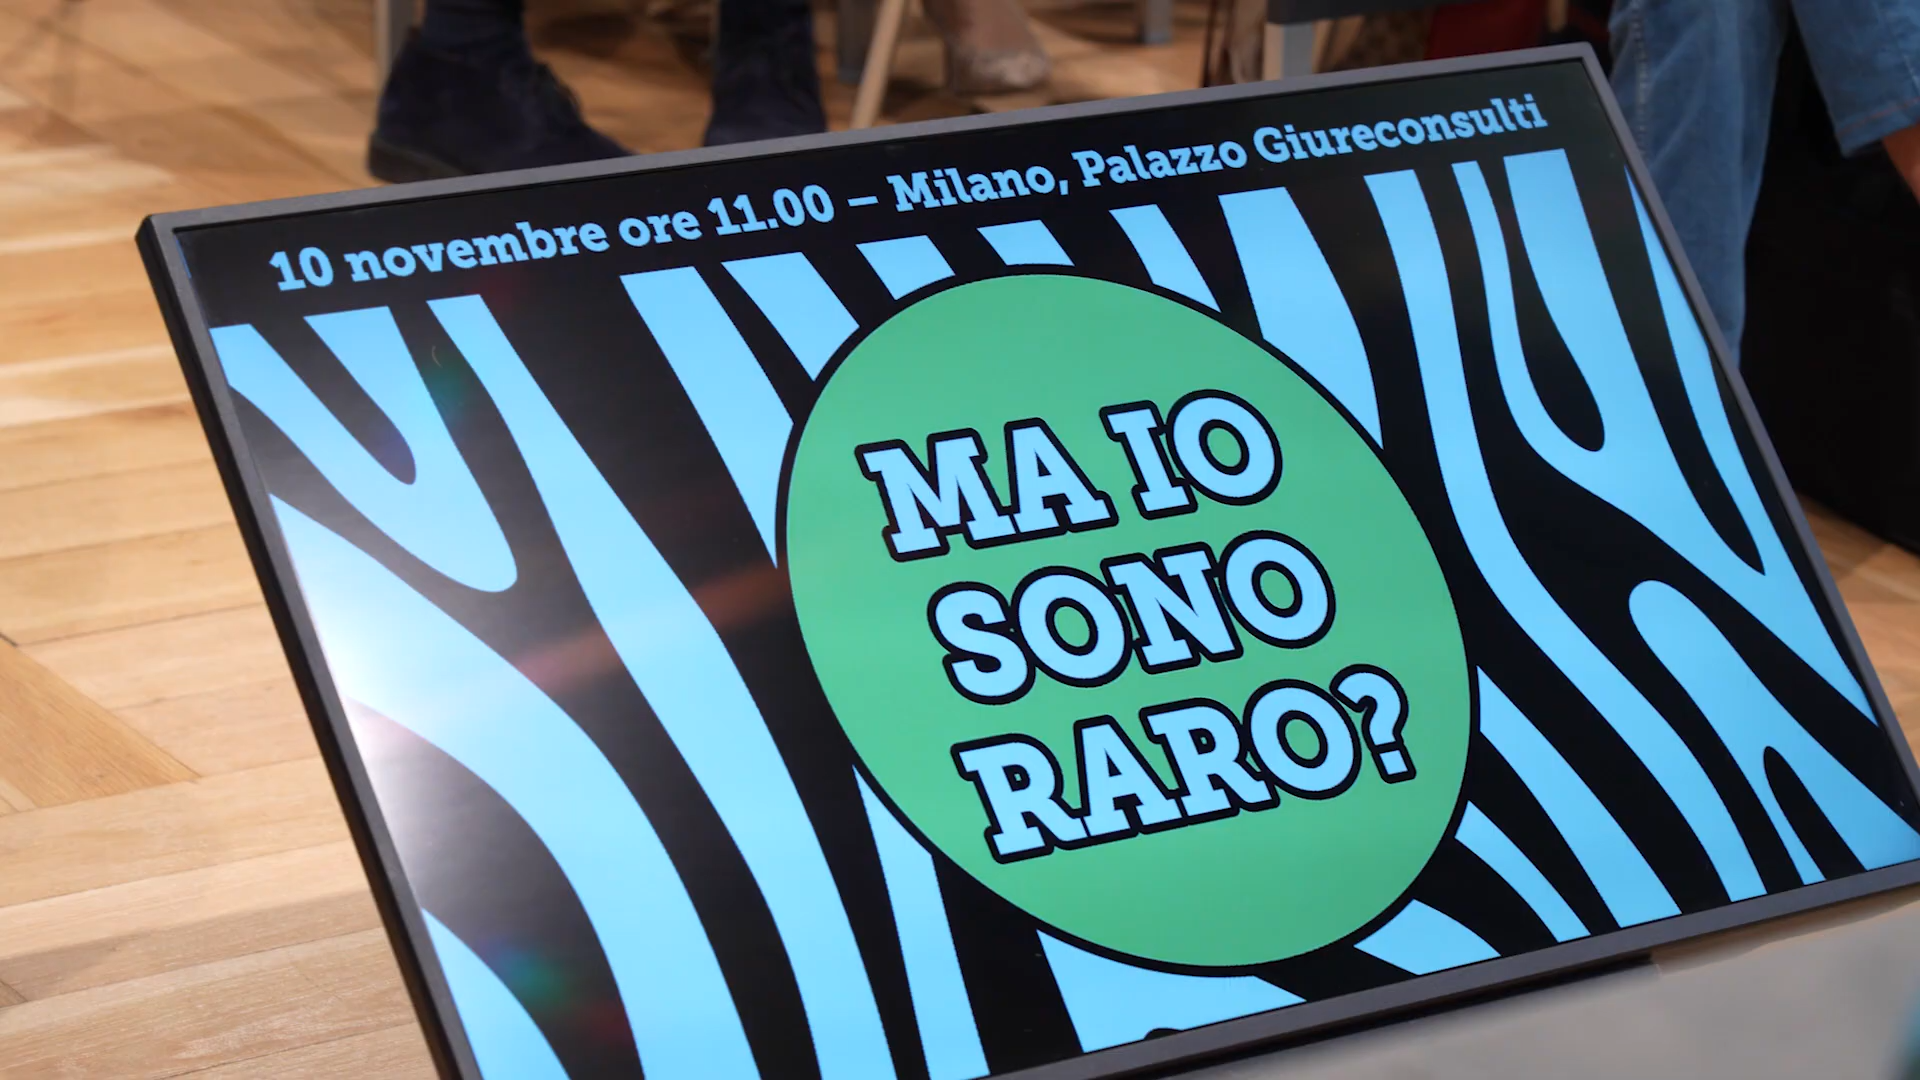 10 novembre ore 11.00 – Milano, Palazzo Giureconsulti
MA IO
SONO
RARO?